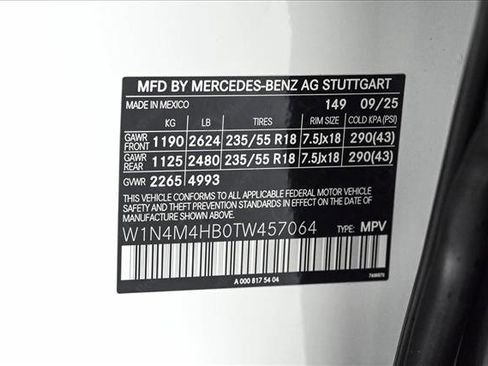 MFD BY MERCEDES-BENZ AG STUTTGART
MADE IN MEXICO 149 09/25
KG LB TIRES RIM SIZE COLD KPA(PSI)
GAWR FRONT 1190 2624 235/55 R18 7.5Jx18 290(43)
GAWR REAR 1125 2480 235/55 R18 7.5Jx18 290(43)
GVWR 2265 4993
THIS VEHICLE CONFORMS TO ALL APPLICABLE FEDERAL MOTOR VEHICLE
SAFETY AND THEFT PREVENTION STANDARDS IN EFFECT ON THE DATE
OF MANUFACTURE SHOWN ABOVE.
W1N4M4HB0TW457064 TYPE: MPV
A 000 817 54 04